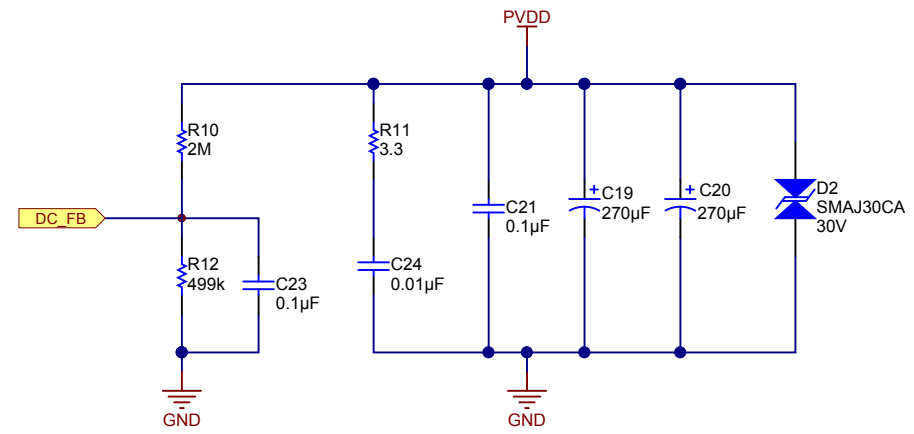 PVDD
R10
2M
R11
3.3
C21
0.1µF
+
C19
270µF
+
C20
270µF
D2
SMAJ30CA
30V
DC_FB
R12
499k
C23
0.1µF
C24
0.01µF
GND
GND